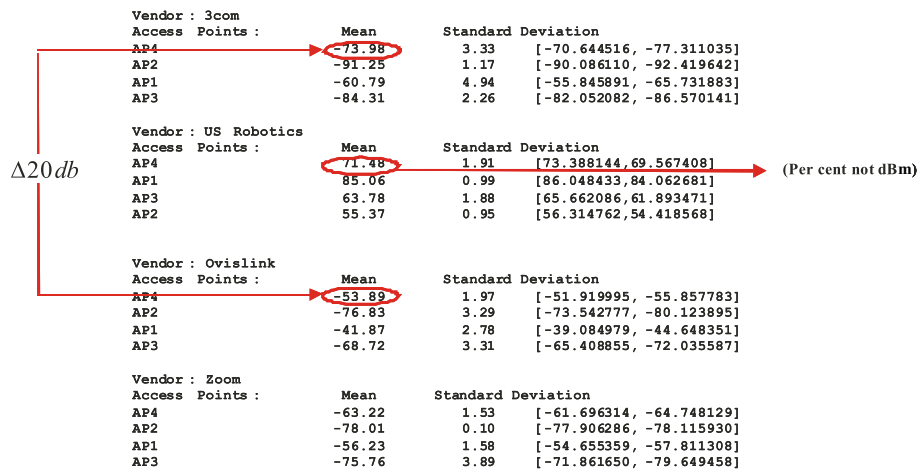 Vendor : 3com
Access Points : Mean Standard Deviation
AP4 -73.98 3.33 [-70.644516, -77.311035]
AP2 -91.25 1.17 [-90.086110, -92.419642]
AP1 -60.79 4.94 [-55.845891, -65.731883]
AP3 -84.31 2.26 [-82.052082, -86.570141]
Vendor : US Robotics
Access Points : Mean Standard Deviation
AP4 71.48 1.91 [73.388144,69.567408]
Δ20db (Per cent not dBm)
AP1 85.06 0.99 [86.048433,84.062681]
AP3 63.78 1.88 [65.662086,61.893471]
AP2 55.37 0.95 [56.314762,54.418568]
Vendor : Ovislink
Access Points : Mean Standard Deviation
AP4 -53.89 1.97 [-51.919995, -55.857783]
AP2 -76.83 3.29 [-73.542777, -80.123895]
AP1 -41.87 2.78 [-39.084979, -44.648351]
AP3 -68.72 3.31 [-65.408855, -72.035587]
Vendor : Zoom
Access Points : Mean Standard Deviation
AP4 -63.22 1.53 [-61.696314, -64.748129]
AP2 -78.01 0.10 [-77.906286, -78.115930]
AP1 -56.23 1.58 [-54.655359, -57.811308]
AP3 -75.76 3.89 [-71.861650, -79.649458]